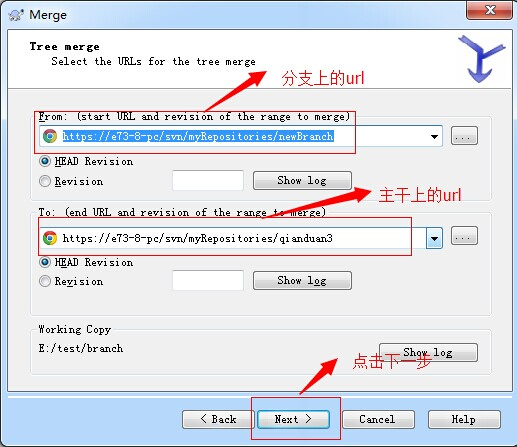 Merge
Tree merge
Select the URLs for the tree merge
分支上的url
From: (start URL and revision of the range to merge)
https://e73-8-pc/svn/myRepositories/newBranch
...
HEAD Revision
Revision
Show log
主干上的url
To: (end URL and revision of the range to merge)
https://e73-8-pc/svn/myRepositories/qianduan3
...
HEAD Revision
Revision
Show log
Working Copy
E:/test/branch
Show log
点击下一步
< Back
Next >
Cancel
Help